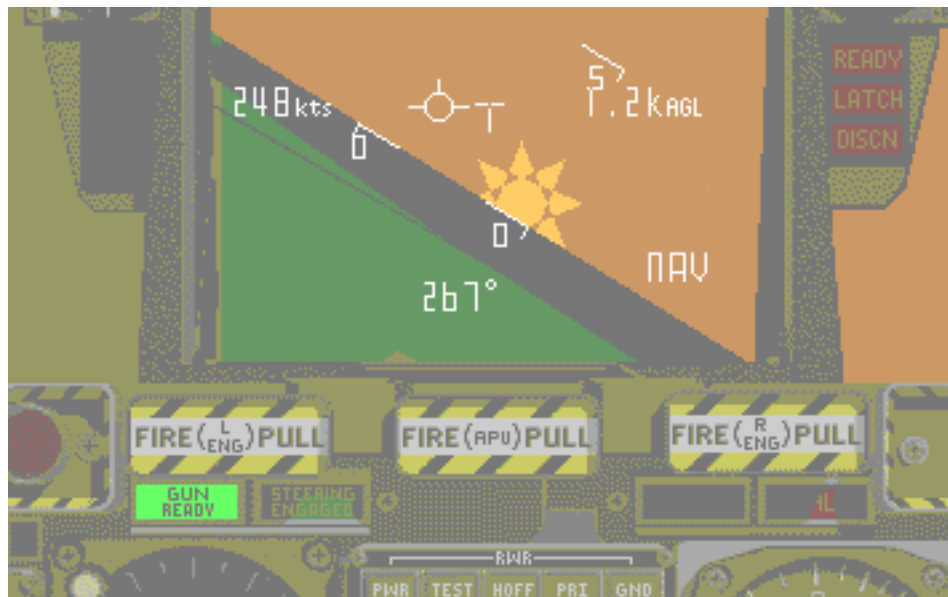 READY
5
248kts
1.2kAGL
LATCH
DISCN
0
0
NAV
267°
FIRE(L ENG)PULL
FIRE(APU)PULL
FIRE(R ENG)PULL
GUN
READY
STEERING
ENGAGED
RWR
PWR TEST HOFF PRI GND